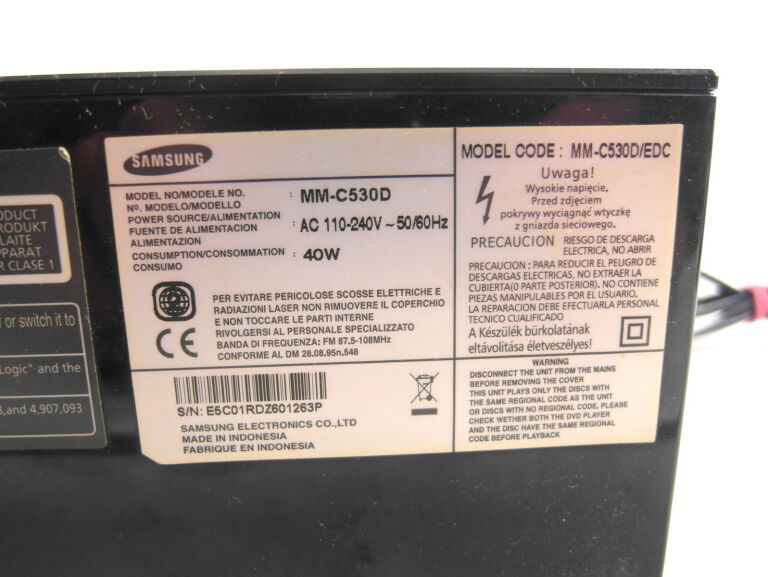 DUCT
RODUKT
LAITE
PPARAT
R CLASE 1
i or switch it to
Logic" and the
3,and 4,907,093
SAMSUNG
MODEL NO/MODELE NO. : MM-C530D
Nº. MODELO/MODELLO
POWER SOURCE/ALIMENTATION : AC 110-240V ~ 50/60Hz
FUENTE DE ALIMENTACION
ALIMENTAZION
CONSUMPTION/CONSOMMATION : 40W
CONSUMO
PER EVITARE PERICOLOSE SCOSSE ELETTRICHE E
RADIAZIONI LASER NON RIMUOVERE IL COPERCHIO
E NON TOCCARE LE PARTI INTERNE
RIVOLGERSI AL PERSONALE SPECIALIZZATO
BANDA DI FREQUENZA: FM 87.5-108MHz
CONFORME AL DM 28.08.95n.548
CE
S/N: E5C01RDZ601263P
SAMSUNG ELECTRONICS CO.,LTD
MADE IN INDONESIA
FABRIQUE EN INDONESIA
MODEL CODE : MM-C530D/EDC
Uwaga!
Wysokie napięcie.
Przed zdjęciem
pokrywy wyciągnąć wtyczkę
z gniazda sieciowego.
PRECAUCION RIESGO DE DESCARGA
ELECTRICA, NO ABRIR
PRECAUCION : PARA REDUCIR EL PELIGRO DE
DESCARGAS ELECTRICAS, NO EXTRAER LA
CUBIERTA(0 PARTE POSTERIOR). NO CONTIENE
PIEZAS MANIPULABLES POR EL USUARIO.
LA REPARACION DEBE EFECTUARLA PERSONAL
TECNICO CUALIFICADO
A Készülék bürkolatának
eltávolítása életveszélyes!
WARNING
DISCONNECT THE UNIT FROM THE MAINS
BEFORE REMOVING THE COVER
THIS UNIT PLAYS ONLY THE DISCS WITH
THE SAME REGIONAL CODE AS THE UNIT
OR DISCS WITH NO REGIONAL CODE. PLEASE
CHECK WETHER BOTH THE DVD PLAYER
AND THE DISC HAVE THE SAME REGIONAL
CODE BEFORE PLAYBACK